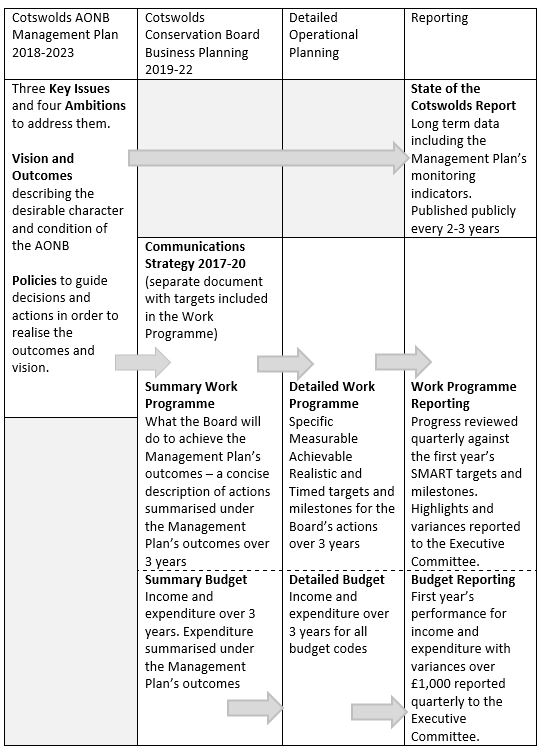 Cotswolds AONB
Management Plan
2018-2023
Cotswolds
Conservation Board
Business Planning
2019-22
Detailed
Operational
Planning
Reporting
Three Key Issues
and four Ambitions
to address them.
Vision and
Outcomes
describing the
desirable character
and condition of
the AONB
Policies to guide
decisions and
actions in order to
realise the
outcomes and
vision.
State of the
Cotswolds Report
Long term data
including the
Management Plan’s
monitoring
indicators.
Published publicly
every 2-3 years
Communications
Strategy 2017-20
(separate document
with targets included
in the Work
Programme)
Summary Work
Programme
What the Board will
do to achieve the
Management Plan’s
outcomes – a concise
description of actions
summarised under
the Management
Plan’s outcomes over
3 years
Detailed Work
Programme
Specific
Measurable
Achievable
Realistic and
Timed targets and
milestones for the
Board’s actions
over 3 years
Work Programme
Reporting
Progress reviewed
quarterly against
the first year’s
SMART targets and
milestones.
Highlights and
variances reported
to the Executive
Committee.
Summary Budget
Income and
expenditure over 3
years. Expenditure
summarised under
the Management
Plan’s outcomes
Detailed Budget
Income and
expenditure over
3 years for all
budget codes
Budget Reporting
First year’s
performance for
income and
expenditure with
variances over
£1,000 reported
quarterly to the
Executive
Committee.